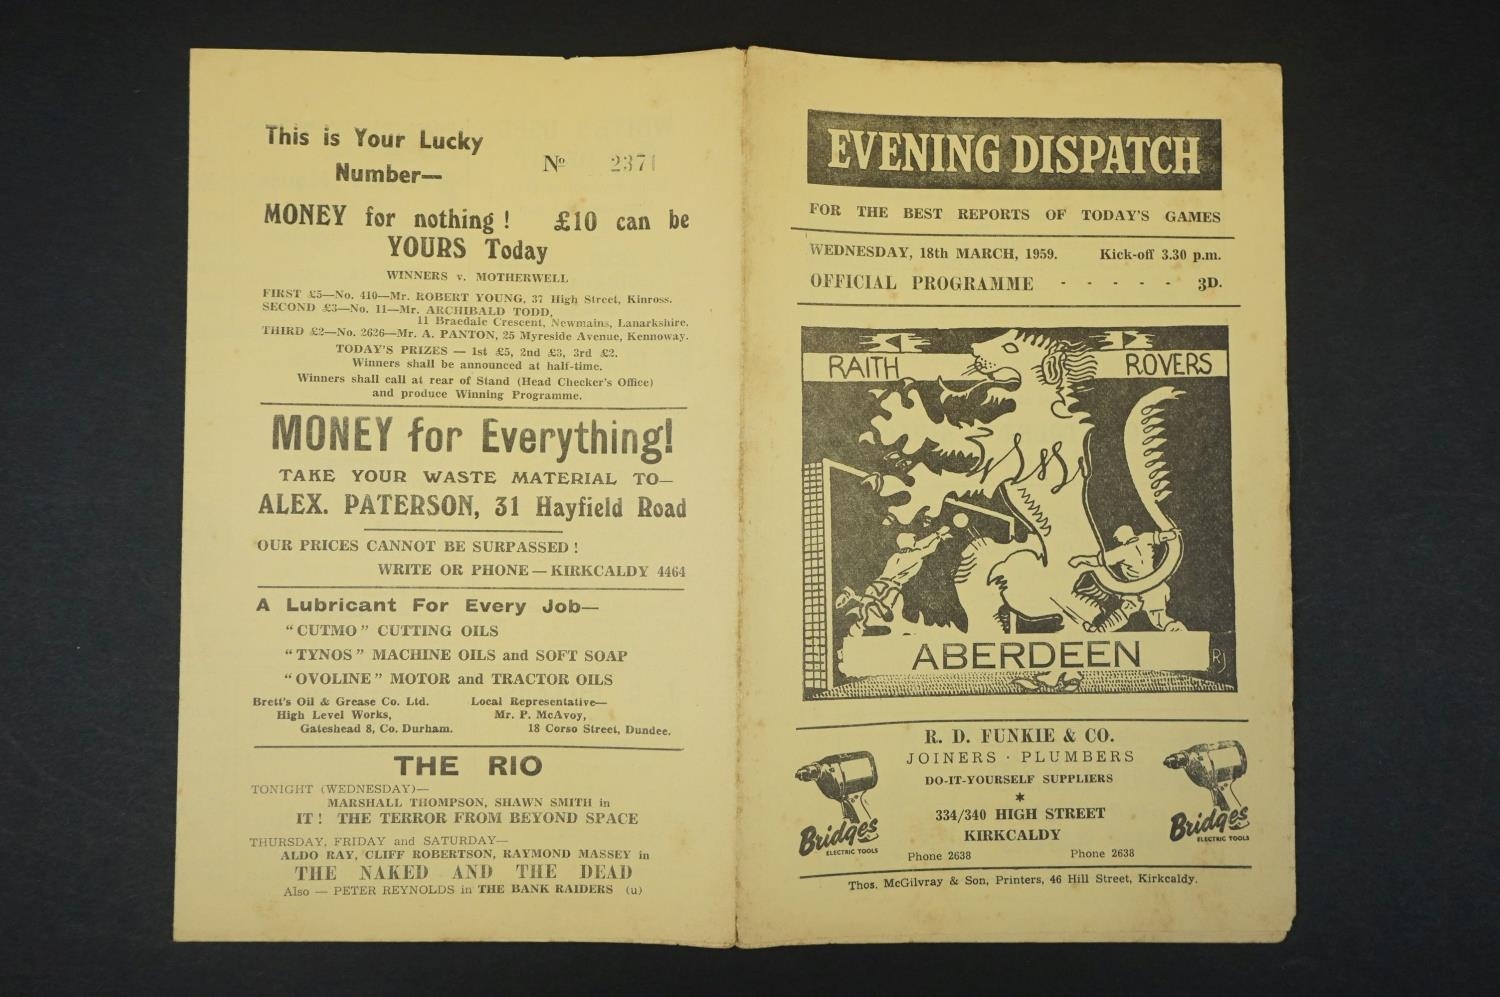 This is Your Lucky
Number—
Nº 2371
MONEY for nothing! £10 can be
YOURS Today
WINNERS v. MOTHERWELL
FIRST £5—No. 410—Mr. ROBERT YOUNG, 37 High Street, Kinross.
SECOND £3—No. 11—Mr. ARCHIBALD TODD,
11 Braedale Crescent, Newmains, Lanarkshire.
THIRD £2—No. 2626—Mr. A. PANTON, 25 Myreside Avenue, Kennoway.
TODAY'S PRIZES — 1st £5, 2nd £3, 3rd £2.
Winners shall be announced at half-time.
Winners shall call at rear of Stand (Head Checker's Office)
and produce Winning Programme.
MONEY for Everything!
TAKE YOUR WASTE MATERIAL TO—
ALEX. PATERSON, 31 Hayfield Road
OUR PRICES CANNOT BE SURPASSED!
WRITE OR PHONE—KIRKCALDY 4464
A Lubricant For Every Job—
"CUTMO" CUTTING OILS
"TYNOS" MACHINE OILS and SOFT SOAP
"OVOLINE" MOTOR and TRACTOR OILS
Brett's Oil & Grease Co. Ltd. Local Representative—
High Level Works, Mr. P. McAvoy,
Gateshead 8, Co. Durham. 18 Corso Street, Dundee.
THE RIO
TONIGHT (WEDNESDAY)—
MARSHALL THOMPSON, SHAWN SMITH in
IT! THE TERROR FROM BEYOND SPACE
THURSDAY, FRIDAY and SATURDAY—
ALDO RAY, CLIFF ROBERTSON, RAYMOND MASSEY in
THE NAKED AND THE DEAD
Also — PETER REYNOLDS in THE BANK RAIDERS (u)
EVENING DISPATCH
FOR THE BEST REPORTS OF TODAY'S GAMES
WEDNESDAY, 18th MARCH, 1959. Kick-off 3.30 p.m.
OFFICIAL PROGRAMME - - - - - 3D.
RAITH ROVERS
ABERDEEN
RJ
R. D. FUNKIE & CO.
JOINERS · PLUMBERS
DO-IT-YOURSELF SUPPLIERS
*
334/340 HIGH STREET
KIRKCALDY
Phone 2638 Phone 2638
Bridges
ELECTRIC TOOLS
Bridges
ELECTRIC TOOLS
Thos. McGilvray & Son, Printers, 46 Hill Street, Kirkcaldy.